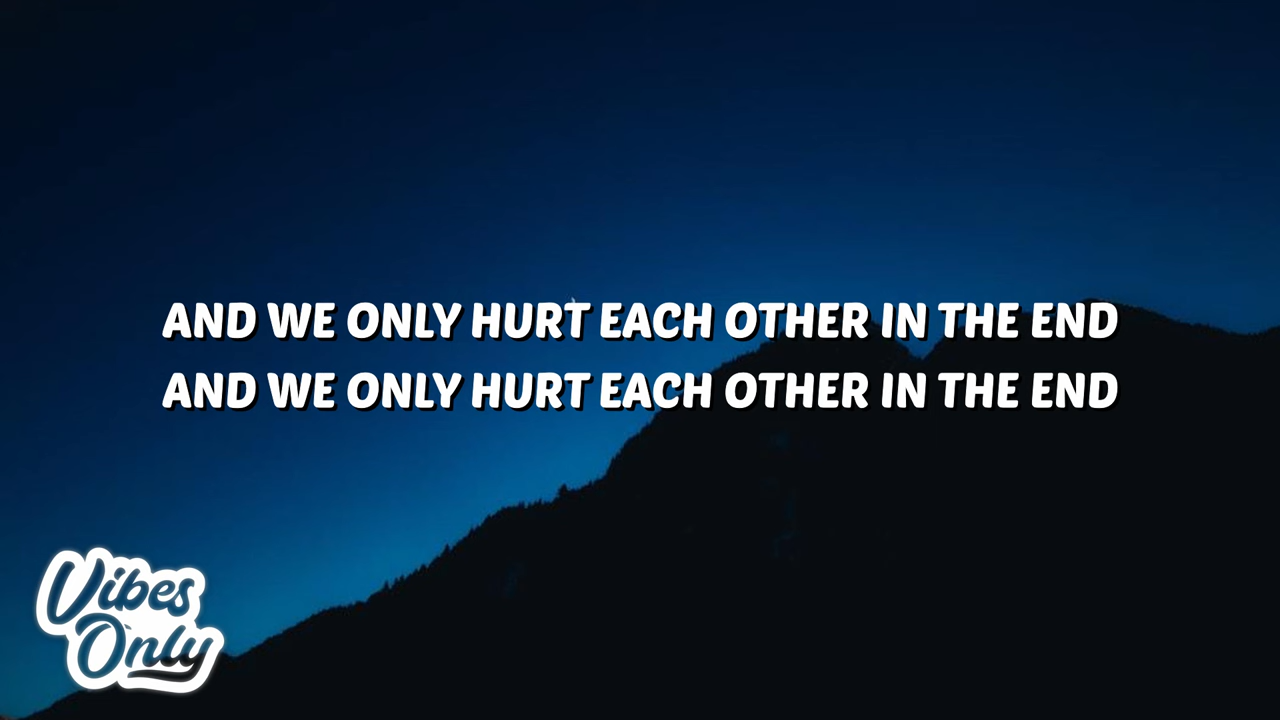 AND WE ONLY HURT EACH OTHER IN THE END
AND WE ONLY HURT EACH OTHER IN THE END
Vibes
Only